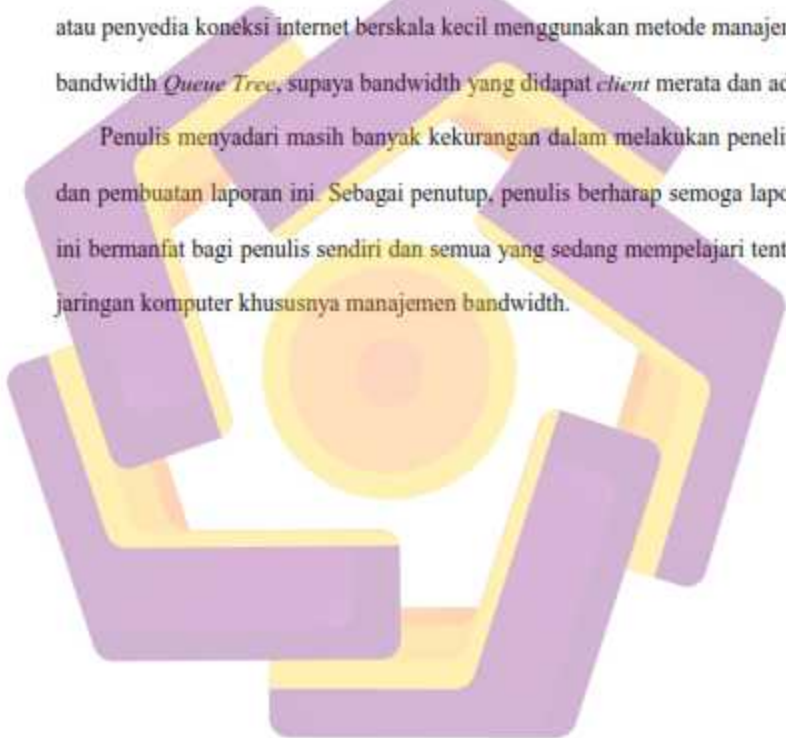 atau penyedia koneksi internet berskala kecil menggunakan metode manajer
bandwidth Queue Tree, supaya bandwidth yang didapat client merata dan ad
Penulis menyadari masih banyak kekurangan dalam melakukan peneli
dan pembuatan laporan ini. Sebagai penutup, penulis berharap semoga lapo
ini bermanfat bagi penulis sendiri dan semua yang sedang mempelajari tent
jaringan komputer khususnya manajemen bandwidth.